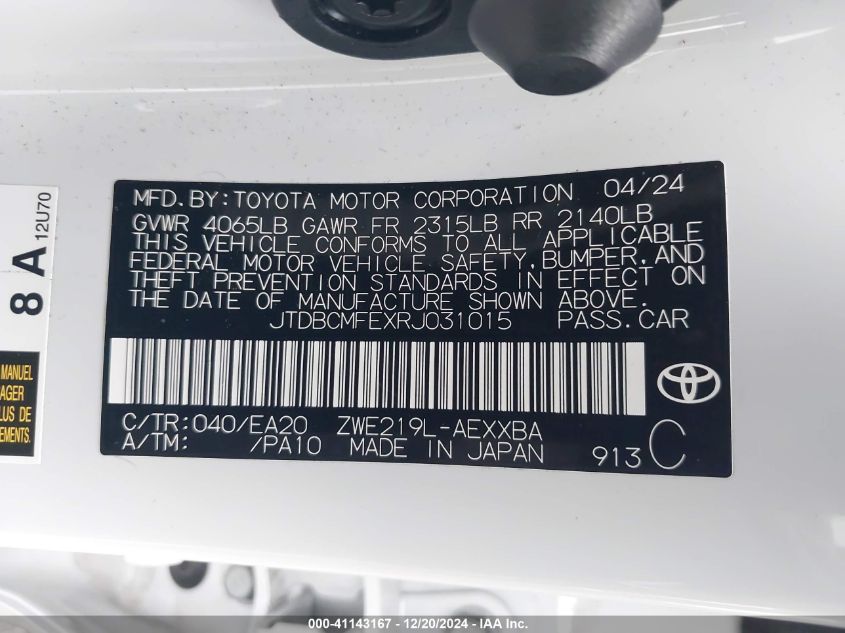 MFD.BY:TOYOTA MOTOR CORPORATION 04/24
GVWR 4065LB GAWR FR 2315LB RR 2140LB
THIS VEHICLE CONFORMS TO ALL APPLICABLE
FEDERAL MOTOR VEHICLE SAFETY,BUMPER,AND
THEFT PREVENTION STANDARDS IN EFFECT ON
THE DATE OF MANUFACTURE SHOWN ABOVE.
JTDBCMFEXRJ031015 PASS.CAR
C/TR:040/EA20 ZWE219L-AEXXBA
A/TM: /PA10 MADE IN JAPAN 913 C
8 A 12U70
MANUEL
AGER
LUS DE
EMENTS.
000-41143167 - 12/20/2024 - IAA Inc.